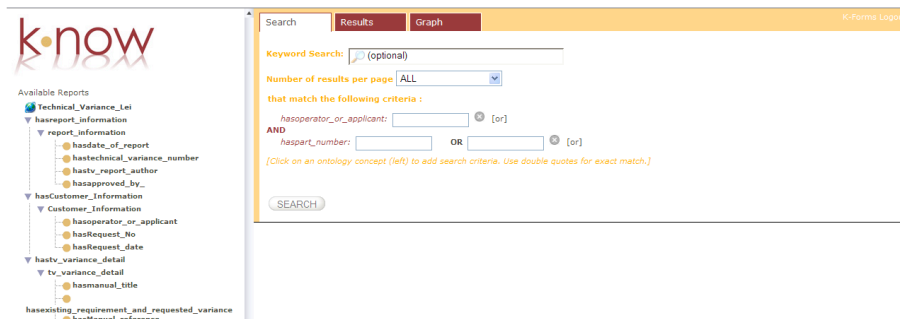 k•now
Available Reports
Technical_Variance_Lei
hasreport_information
report_information
hasdate_of_report
hastechnical_variance_number
hastv_report_author
hasapproved_by_
hasCustomer_Information
Customer_Information
hasoperator_or_applicant
hasRequest_No
hasRequest_date
hastv_variance_detail
tv_variance_detail
hasmanual_title
hasexisting_requirement_and_requested_variance
hasManual_reference
Search Results Graph
K-Forms Logou
Keyword Search: (optional)
Number of results per page ALL
that match the following criteria :
hasoperator_or_applicant: [or]
AND
haspart_number: OR [or]
[Click on an ontology concept (left) to add search criteria. Use double quotes for exact match.]
SEARCH